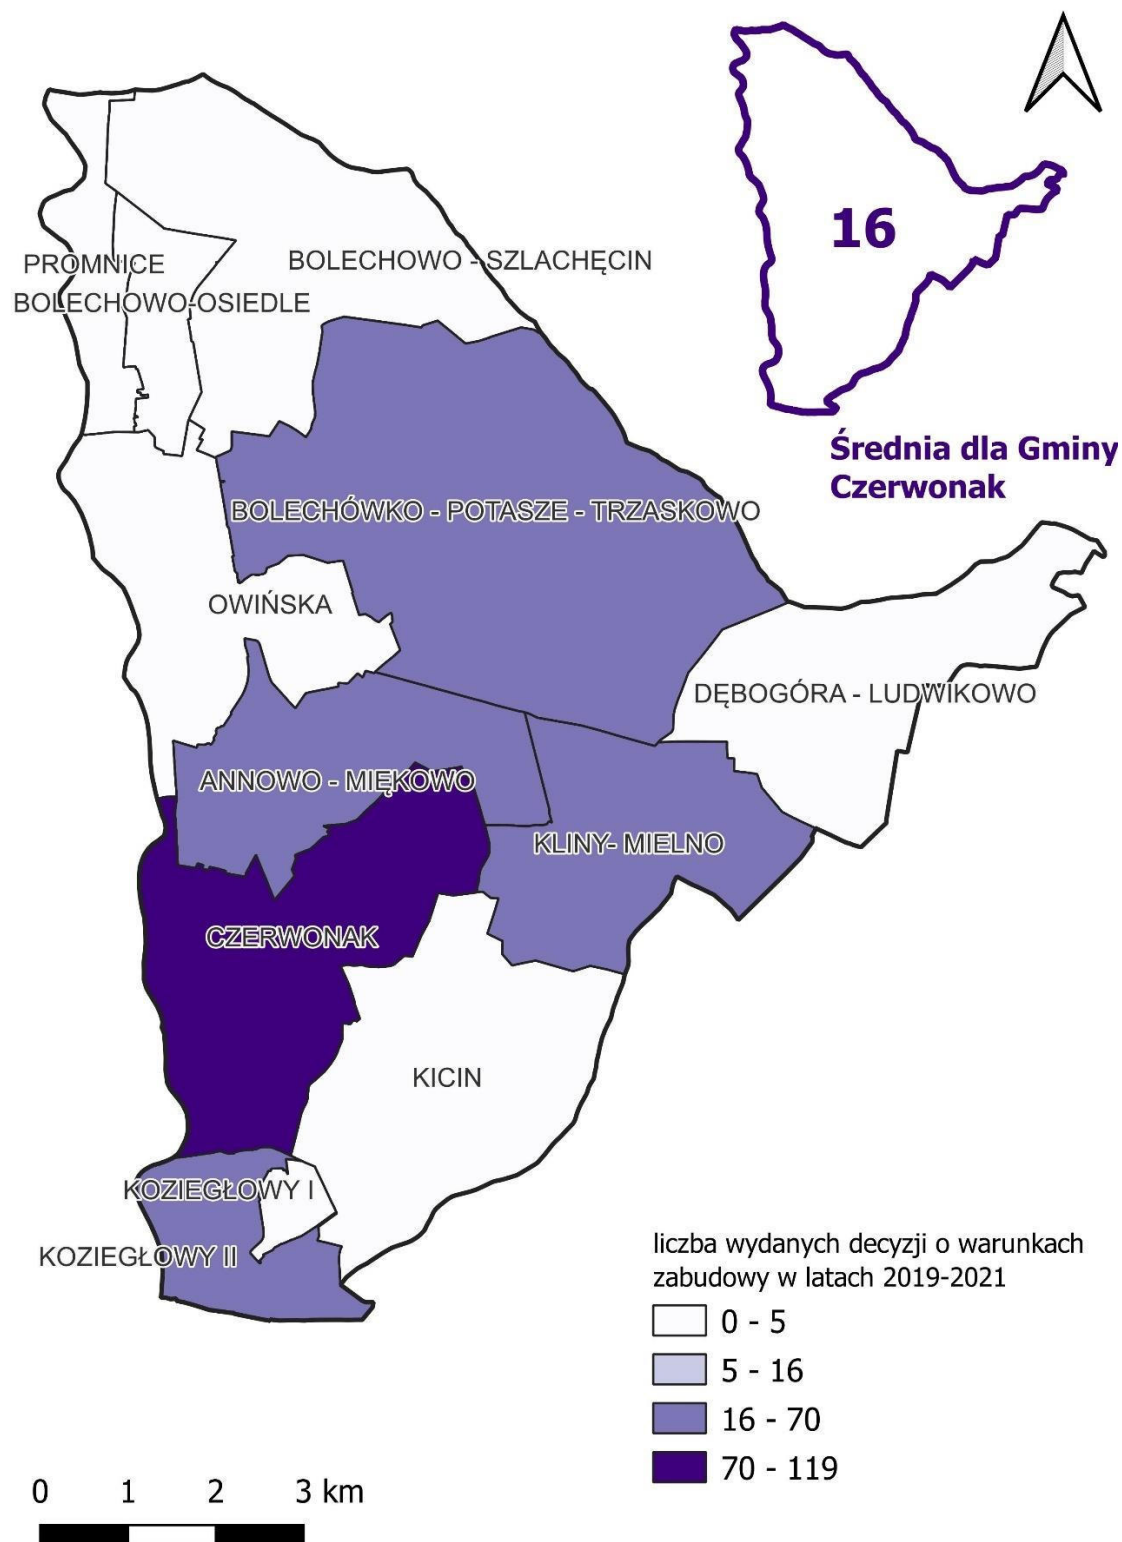 16
Średnia dla Gminy
Czerwonak
PROMNICE
BOLECHOWO - SZLACHĘCIN
BOLECHOWO-OSIEDLE
BOLECHÓWKO - POTASZE - TRZASKOWO
OWIŃSKA
DĘBOGÓRA - LUDWIKOWO
ANNOWO - MIĘKOWO
KLINY- MIELNO
CZERWONAK
KICIN
KOZIEGŁOWY I
KOZIEGŁOWY II
liczba wydanych decyzji o warunkach
zabudowy w latach 2019-2021
0 - 5
5 - 16
16 - 70
70 - 119
0 1 2 3 km